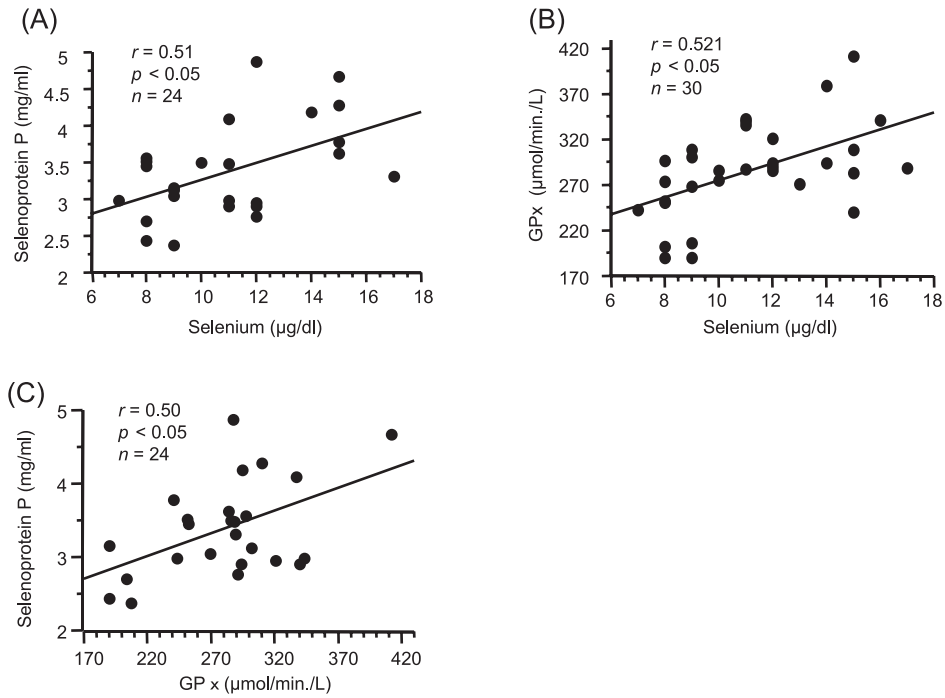 (A)
r = 0.51
p < 0.05
n = 24
Selenoprotein P (mg/ml)
5
4.5
4
3.5
3
2.5
2
6 8 10 12 14 16 18
Selenium (µg/dl)
(B)
r = 0.521
p < 0.05
n = 30
GPx (µmol/min./L)
420
370
320
270
220
170
6 8 10 12 14 16 18
Selenium (µg/dl)
(C)
r = 0.50
p < 0.05
n = 24
Selenoprotein P (mg/ml)
5
4
3
2
170 220 270 320 370 420
GP x (µmol/min./L)